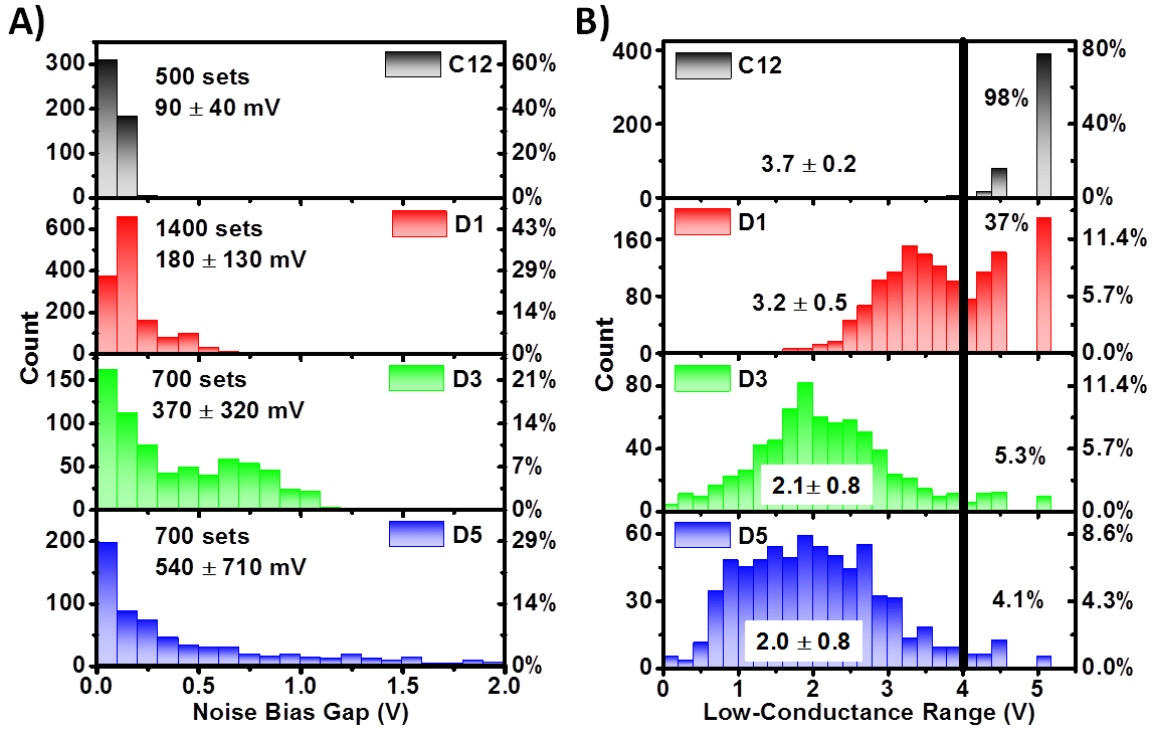 A)
B)
300
200
100
0
60%
40%
20%
0%
500 sets
90 ± 40 mV
C12
600
400
200
0
43%
29%
14%
0%
1400 sets
180 ± 130 mV
D1
150
100
50
0
21%
14%
7%
0%
700 sets
370 ± 320 mV
D3
200
100
0
29%
14%
0%
700 sets
540 ± 710 mV
D5
Count
0.0
0.5
1.0
1.5
2.0
Noise Bias Gap (V)
400
200
0
80%
40%
0%
C12
98%
3.7 ± 0.2
160
80
0
11.4%
5.7%
0.0%
D1
37%
3.2 ± 0.5
80
40
0
11.4%
5.7%
0.0%
D3
5.3%
2.1 ± 0.8
60
30
0
8.6%
4.3%
0.0%
D5
4.1%
2.0 ± 0.8
Count
0
1
2
3
4
5
Low-Conductance Range (V)